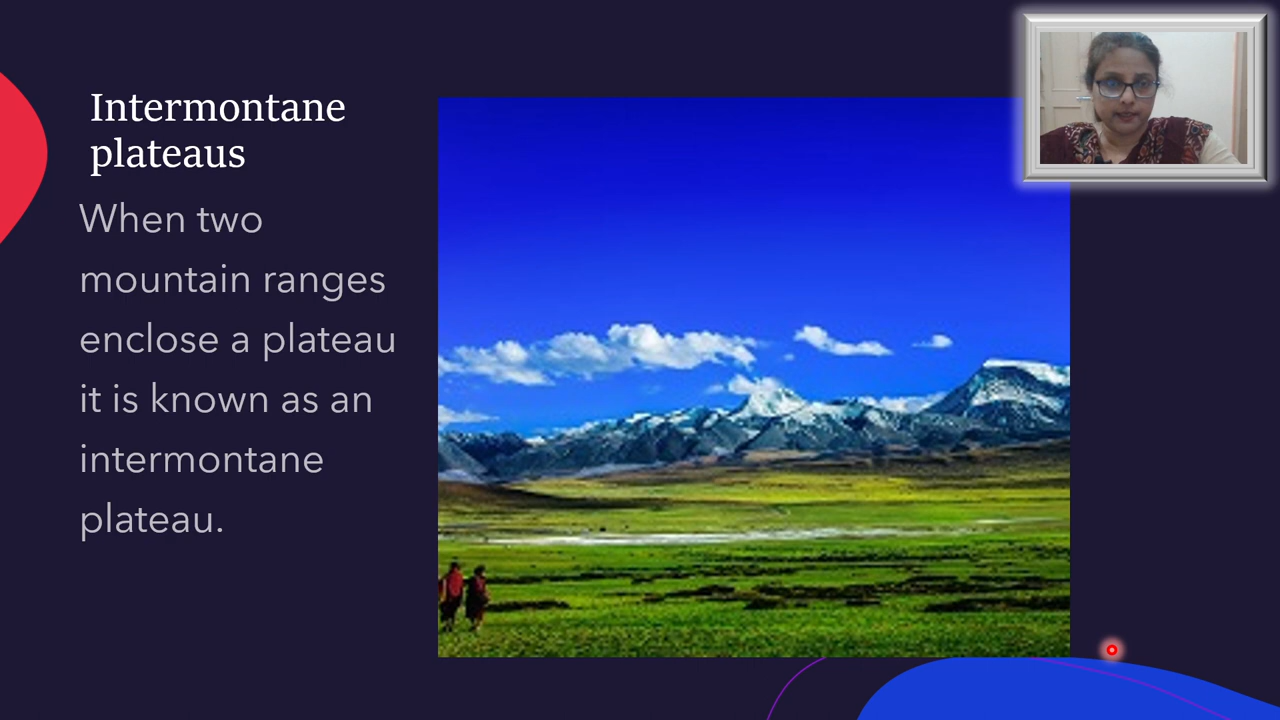 Intermontane
plateaus
When two
mountain ranges
enclose a plateau
it is known as an
intermontane
plateau.